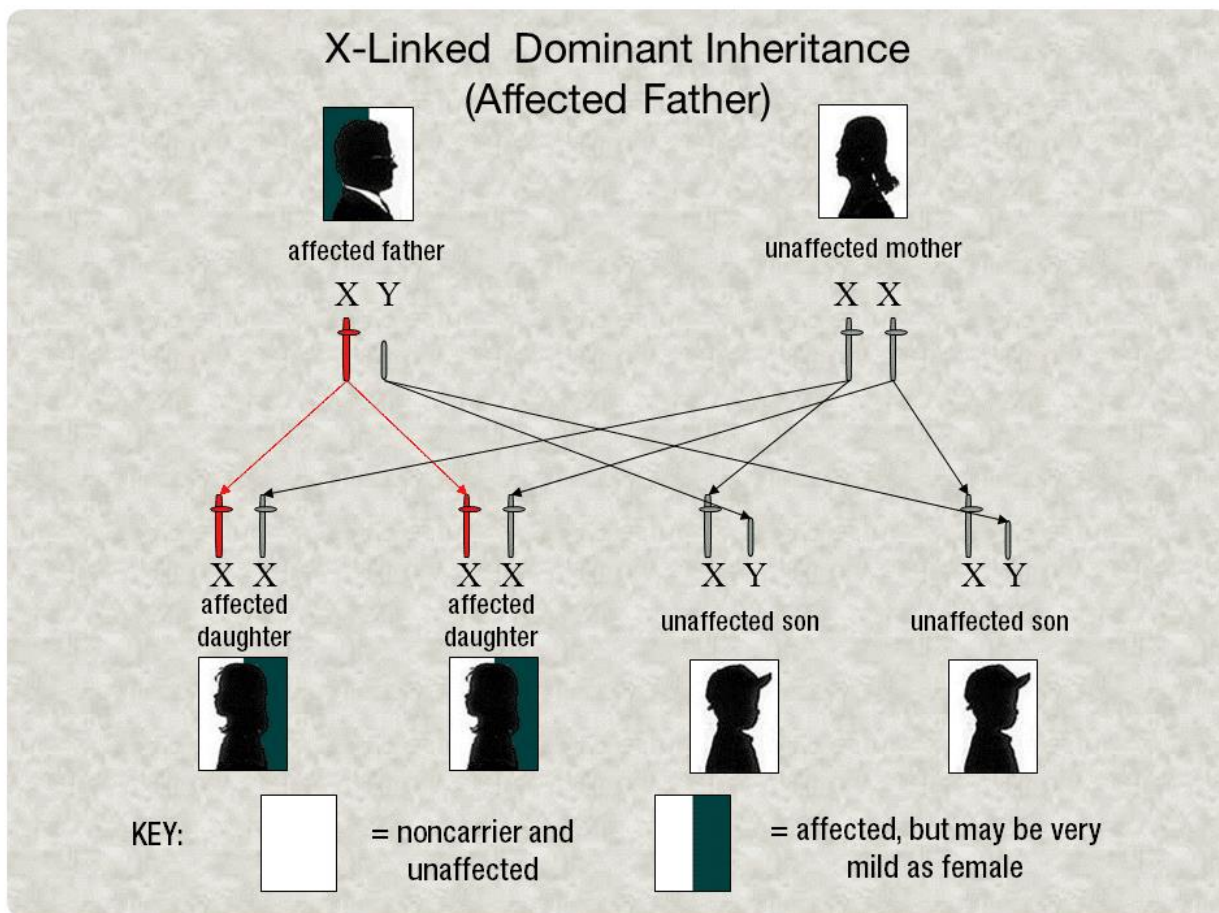 X-Linked Dominant Inheritance
(Affected Father)
affected father
unaffected mother
X Y
X X
X X
X X
X Y
X Y
affected
daughter
affected
daughter
unaffected son
unaffected son
KEY:
= noncarrier and
unaffected
= affected, but may be very
mild as female